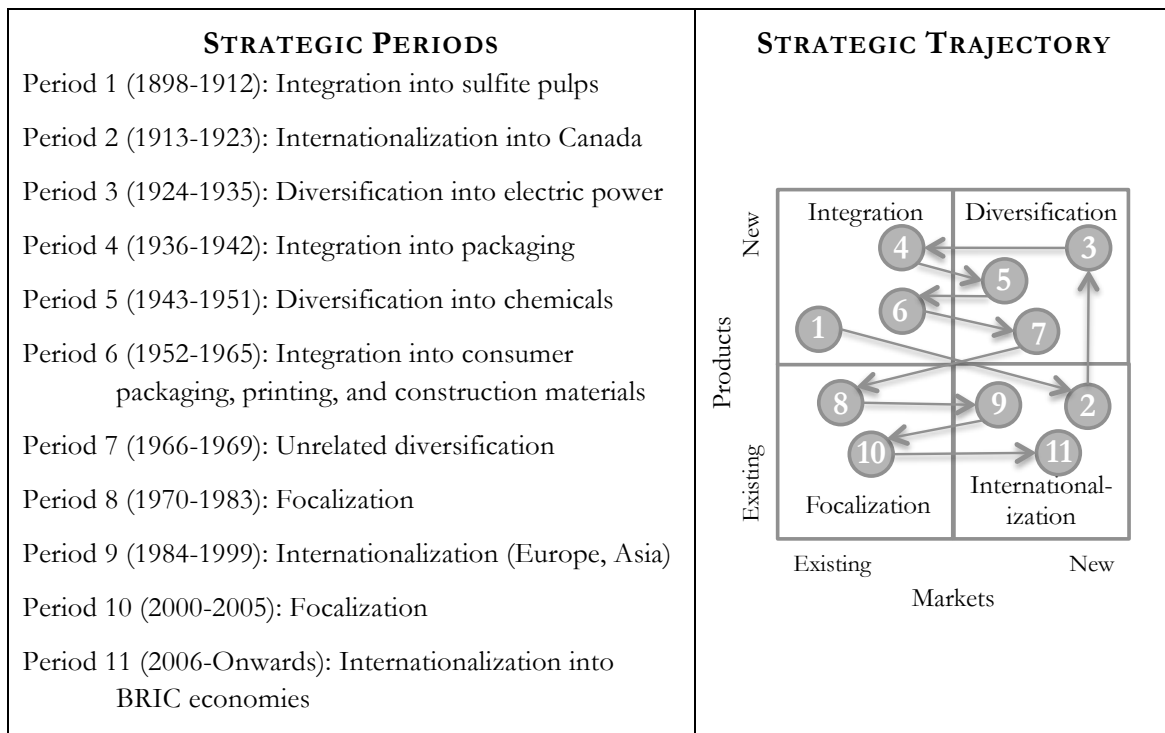 STRATEGIC PERIODS
Period 1 (1898-1912): Integration into sulfite pulps
Period 2 (1913-1923): Internationalization into Canada
Period 3 (1924-1935): Diversification into electric power
Period 4 (1936-1942): Integration into packaging
Period 5 (1943-1951): Diversification into chemicals
Period 6 (1952-1965): Integration into consumer
packaging, printing, and construction materials
Period 7 (1966-1969): Unrelated diversification
Period 8 (1970-1983): Focalization
Period 9 (1984-1999): Internationalization (Europe, Asia)
Period 10 (2000-2005): Focalization
Period 11 (2006-Onwards): Internationalization into
BRIC economies
STRATEGIC TRAJECTORY
New
Products
Existing
Integration
Diversification
4
3
5
6
1
7
8
9
2
10
11
Focalization
International-
ization
Existing
New
Markets